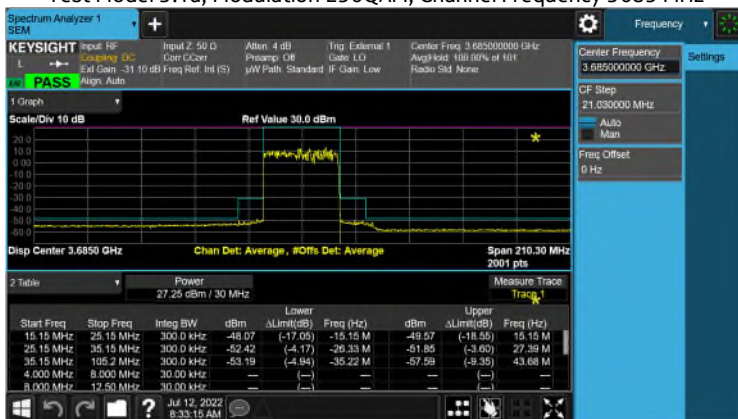 Test Model 3.1a, Modulation 256QAM, Channel Frequency 3685 MHz
Spectrum Analyzer 1
SEM
+
Frequency
KEYSIGHT Input: RF Input Z: 50 Ω Atten: 4 dB Trig: External 1 Center Freq: 3.685000000 GHz
L Coupling: DC Corr CCorr Preamp: Off Gate: LO Avg|Hold: 100.00% of 101
Ext Gain: -31.10 dB Freq Ref: Int (S) µW Path: Standard IF Gain: Low Radio Std: None
PASS Align: Auto
Center Frequency
3.685000000 GHz
Settings
CF Step
21.030000 MHz
Auto
Man
Freq Offset
0 Hz
1 Graph
Scale/Div 10 dB Ref Value 30.0 dBm
20.0
10.0
0.00
-10.0
-20.0
-30.0
-40.0
-50.0
-60.0
Disp Center 3.6850 GHz Chan Det: Average, #Offs Det: Average Span 210.30 MHz
2001 pts
2 Table Power Measure Trace
27.25 dBm / 30 MHz Trace 1
Lower Upper
Start Freq Stop Freq Integ BW dBm ΔLimit(dB) Freq (Hz) dBm ΔLimit(dB) Freq (Hz)
15.15 MHz 25.15 MHz 300.0 kHz -48.07 (-17.05) -15.15 M -49.57 (-18.55) 15.15 M
25.15 MHz 35.15 MHz 300.0 kHz -52.42 (-4.17) -26.33 M -51.85 (-3.60) 27.39 M
35.15 MHz 105.2 MHz 300.0 kHz -53.19 (-4.94) -35.22 M -57.59 (-9.35) 43.68 M
4.000 MHz 8.000 MHz 30.00 kHz — (—) — (—)
8.000 MHz 12.50 MHz 30.00 kHz — (—) — (—)
? Jul 12, 2022
8:33:15 AM